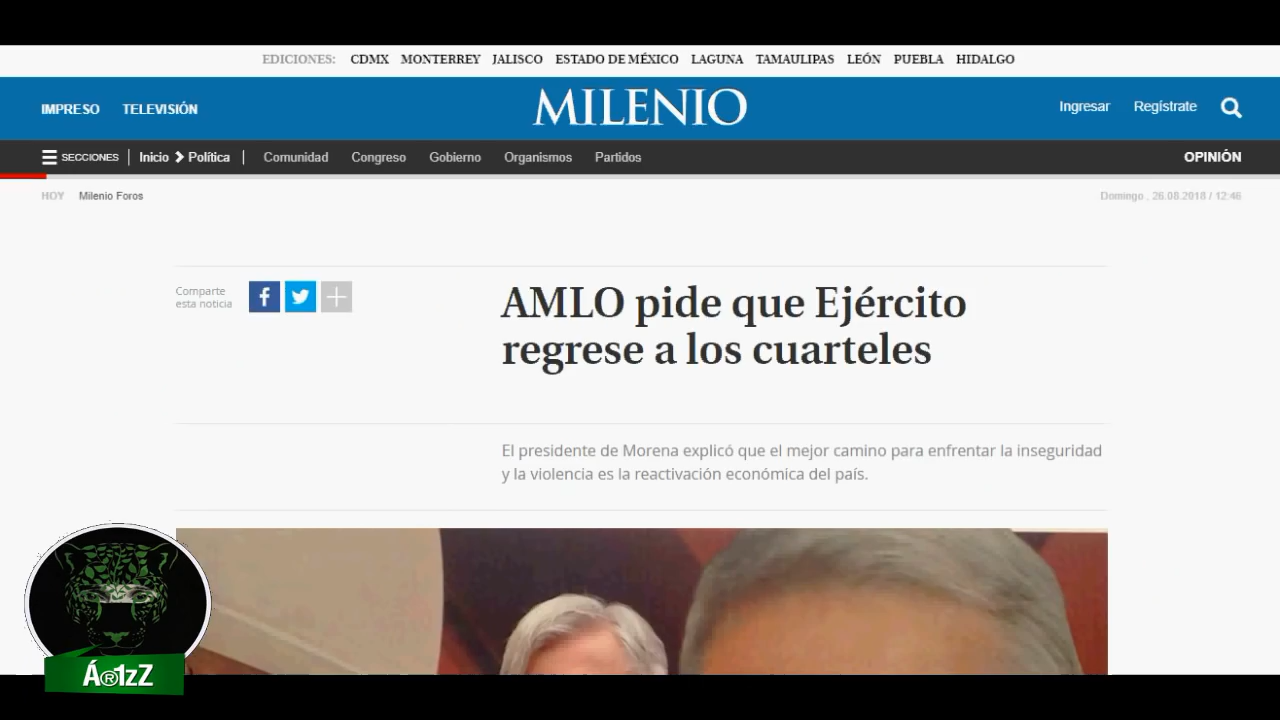 EDICIONES: CDMX MONTERREY JALISCO ESTADO DE MÉXICO LAGUNA TAMAULIPAS LEÓN PUEBLA HIDALGO
IMPRESO TELEVISIÓN MILENIO Ingresar Regístrate
SECCIONES Inicio Política Comunidad Congreso Gobierno Organismos Partidos OPINIÓN
HOY Milenio Foros Domingo , 26.08.2018 / 12:46
Comparte
esta noticia
AMLO pide que Ejército
regrese a los cuarteles
El presidente de Morena explicó que el mejor camino para enfrentar la inseguridad
y la violencia es la reactivación económica del país.
Á®1zZ